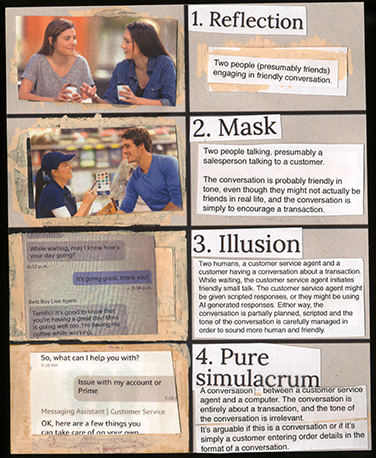 1. Reflection
Two people (presumably friends)
engaging in friendly conversation.
2. Mask
Two people talking, presumably a
salesperson talking to a customer.
The conversation is probably friendly in
tone, even though they might not actually be
friends in real life, and the conversation is
simply to encourage a transaction.
While waiting, may I know how's
your day going?
It's going great, thank you!
Best Buy Live Agent
Terrific! It's good to know that
you're having a great day! Mine
is going well too. I'm having my
coffee while working.
3. Illusion
Two humans, a customer service agent and a
customer having a conversation about a transaction.
While waiting, the customer service agent initiates
friendly small talk. The customer service agent might
be given scripted responses, or they might be using
AI generated responses. Either way, the
conversation is partially planned, scripted and the
tone of the conversation is carefully managed in
order to sound more human and friendly.
So, what can I help you with?
Issue with my account or
Prime
Messaging Assistant | Customer Service
OK, here are a few things you
can take care of on your own
4. Pure
simulacrum
A conversation between a customer service
agent and a computer. The conversation is
entirely about a transaction, and the tone of
the conversation is irrelevant.
It's arguable if this is a conversation or if it's
simply a customer entering order details in the
format of a conversation.